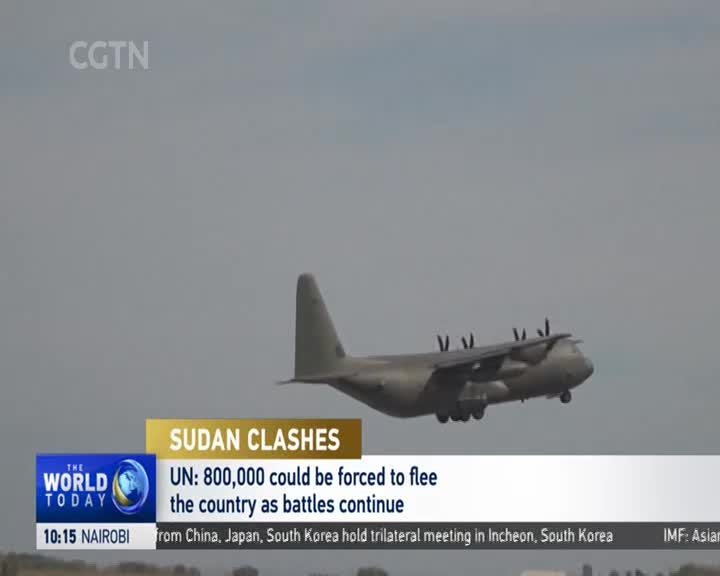 CGTN
SUDAN CLASHES
THE
WORLD
TODAY
UN: 800,000 could be forced to flee
the country as battles continue
10:15 NAIROBI
from China, Japan, South Korea hold trilateral meeting in Incheon, South Korea IMF: Asian